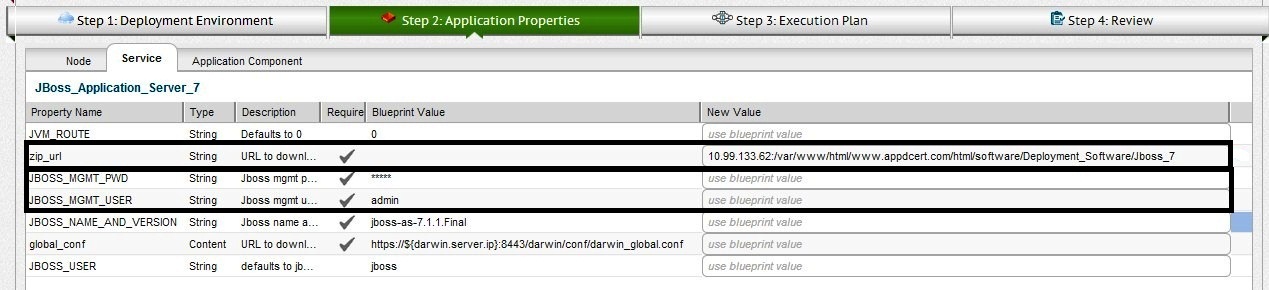 Step 1: Deployment Environment Step 2: Application Properties Step 3: Execution Plan Step 4: Review
Node Service Application Component
JBoss_Application_Server_7
Property Name Type Description Require Blueprint Value New Value
JVM_ROUTE String Defaults to 0 0 use blueprint value
zip_url String URL to downl... 10.99.133.62:/var/www/html/www.appdcert.com/html/software/Deployment_Software/Jboss_7
JBOSS_MGMT_PWD String Jboss mgmt p... ***** use blueprint value
JBOSS_MGMT_USER String Jboss mgmt u... admin use blueprint value
JBOSS_NAME_AND_VERSION String Jboss name a... jboss-as-7.1.1.Final use blueprint value
global_conf Content URL to downl... https://${darwin.server.ip}:8443/darwin/conf/darwin_global.conf use blueprint value
JBOSS_USER String defaults to jb... jboss use blueprint value